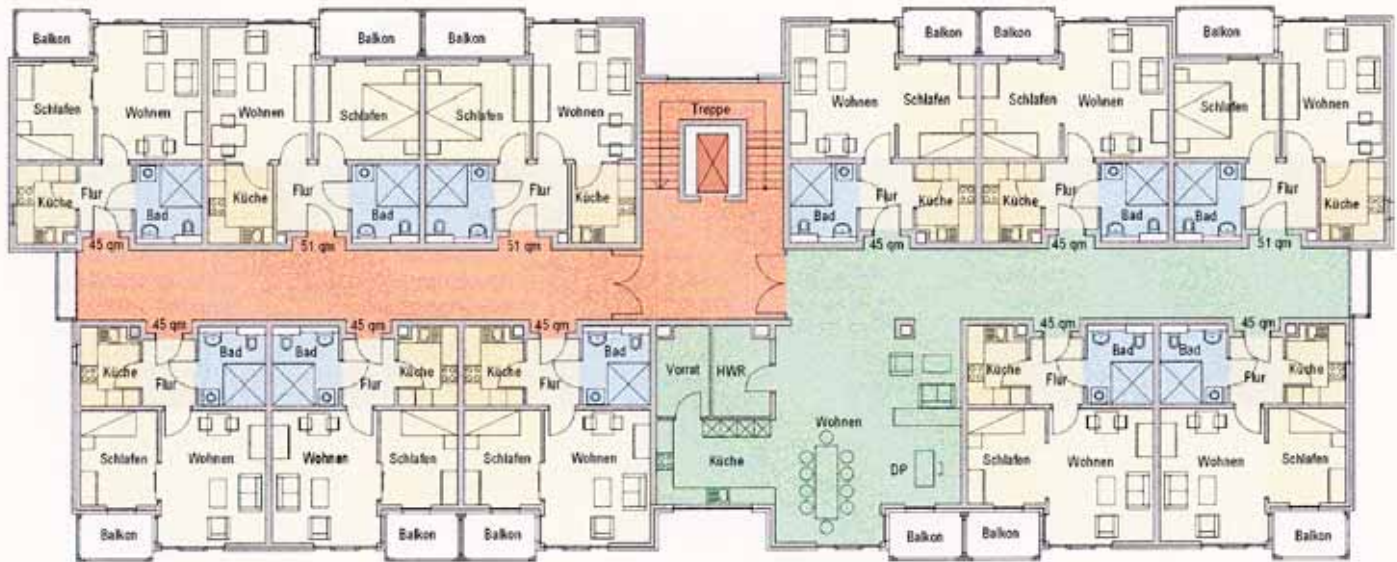 Balkon
Wohnen
Schlafen
Küche
Flur
Bad
45 qm
Wohnen
Balkon
Schlafen
Küche
Flur
Bad
51 qm
Balkon
Schlafen
Wohnen
Flur
Küche
51 qm
Treppe
Wohnen
Balkon
Schlafen
Bad
Flur
Küche
45 qm
Balkon
Schlafen
Wohnen
Küche
Flur
Bad
45 qm
Balkon
Schlafen
Wohnen
Bad
Flur
Küche
51 qm
45 qm
Küche
Flur
Bad
Schlafen
Wohnen
Balkon
45 qm
Bad
Flur
Küche
Wohnen
Schlafen
Balkon
45 qm
Küche
Flur
Bad
Schlafen
Wohnen
Balkon
Vorrat
HWR
Küche
Wohnen
DP
Balkon
45 qm
Küche
Flur
Bad
Schlafen
Wohnen
Balkon
45 qm
Bad
Flur
Küche
Wohnen
Schlafen
Balkon